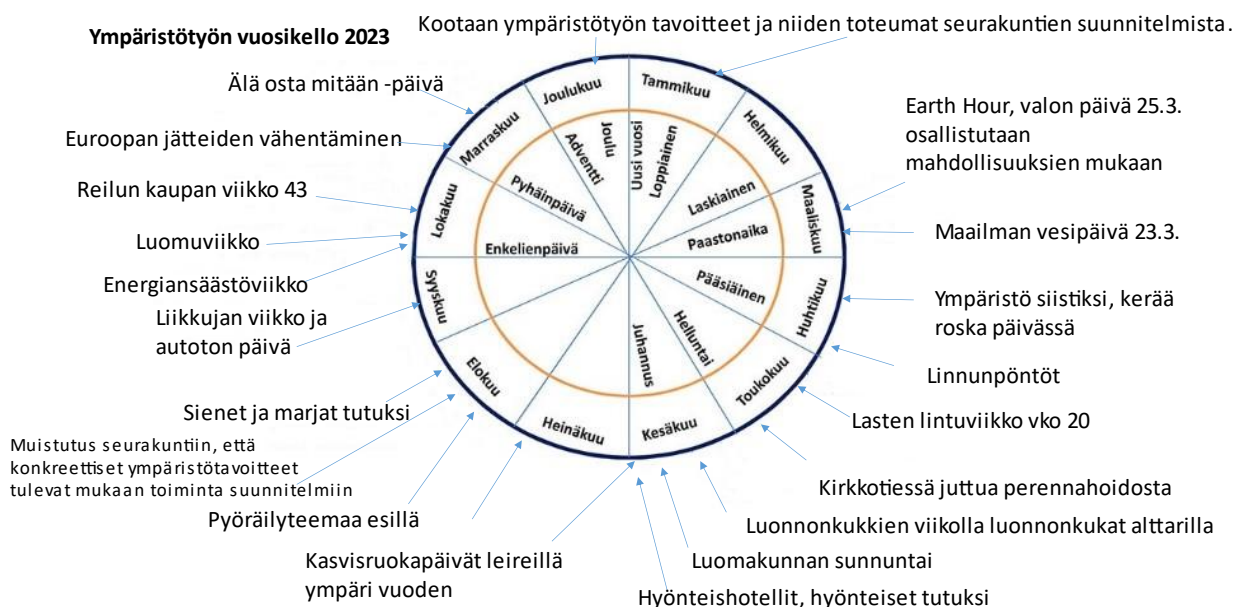 Ympäristötyön vuosikello 2023
Kootaan ympäristötyön tavoitteet ja niiden toteumat seurakuntien suunnitelmista.
Älä osta mitään -päivä
Euroopan jätteiden vähentäminen
Reilun kaupan viikko 43
Luomuviikko
Energiansäästöviikko
Liikkujan viikko ja
autoton päivä
Sienet ja marjat tutuksi
Muistutus seurakuntiin, että
konkreettiset ympäristötavoitteet
tulevat mukaan toiminta suunnitelmiin
Pyöräilyteemaa esillä
Kasvisruokapäivät leireillä
ympäri vuoden
Tammikuu
Helmikuu
Maaliskuu
Huhtikuu
Toukokuu
Kesäkuu
Heinäkuu
Elokuu
Syyskuu
Lokakuu
Marraskuu
Joulukuu
Uusi vuosi
Loppiainen
Laskiainen
Paastonaika
Pääsiäinen
Helluntai
Juhannus
Enkelienpäivä
Pyhäinpäivä
Adventti
Joulu
Earth Hour, valon päivä 25.3.
osallistutaan
mahdollisuuksien mukaan
Maailman vesipäivä 23.3.
Ympäristö siistiksi, kerää
roska päivässä
Linnunpöntöt
Lasten lintuviikko vko 20
Kirkkotiessä juttua perennahoidosta
Luonnonkukkien viikolla luonnonkukat alttarilla
Luomakunnan sunnuntai
Hyönteishotellit, hyönteiset tutuksi